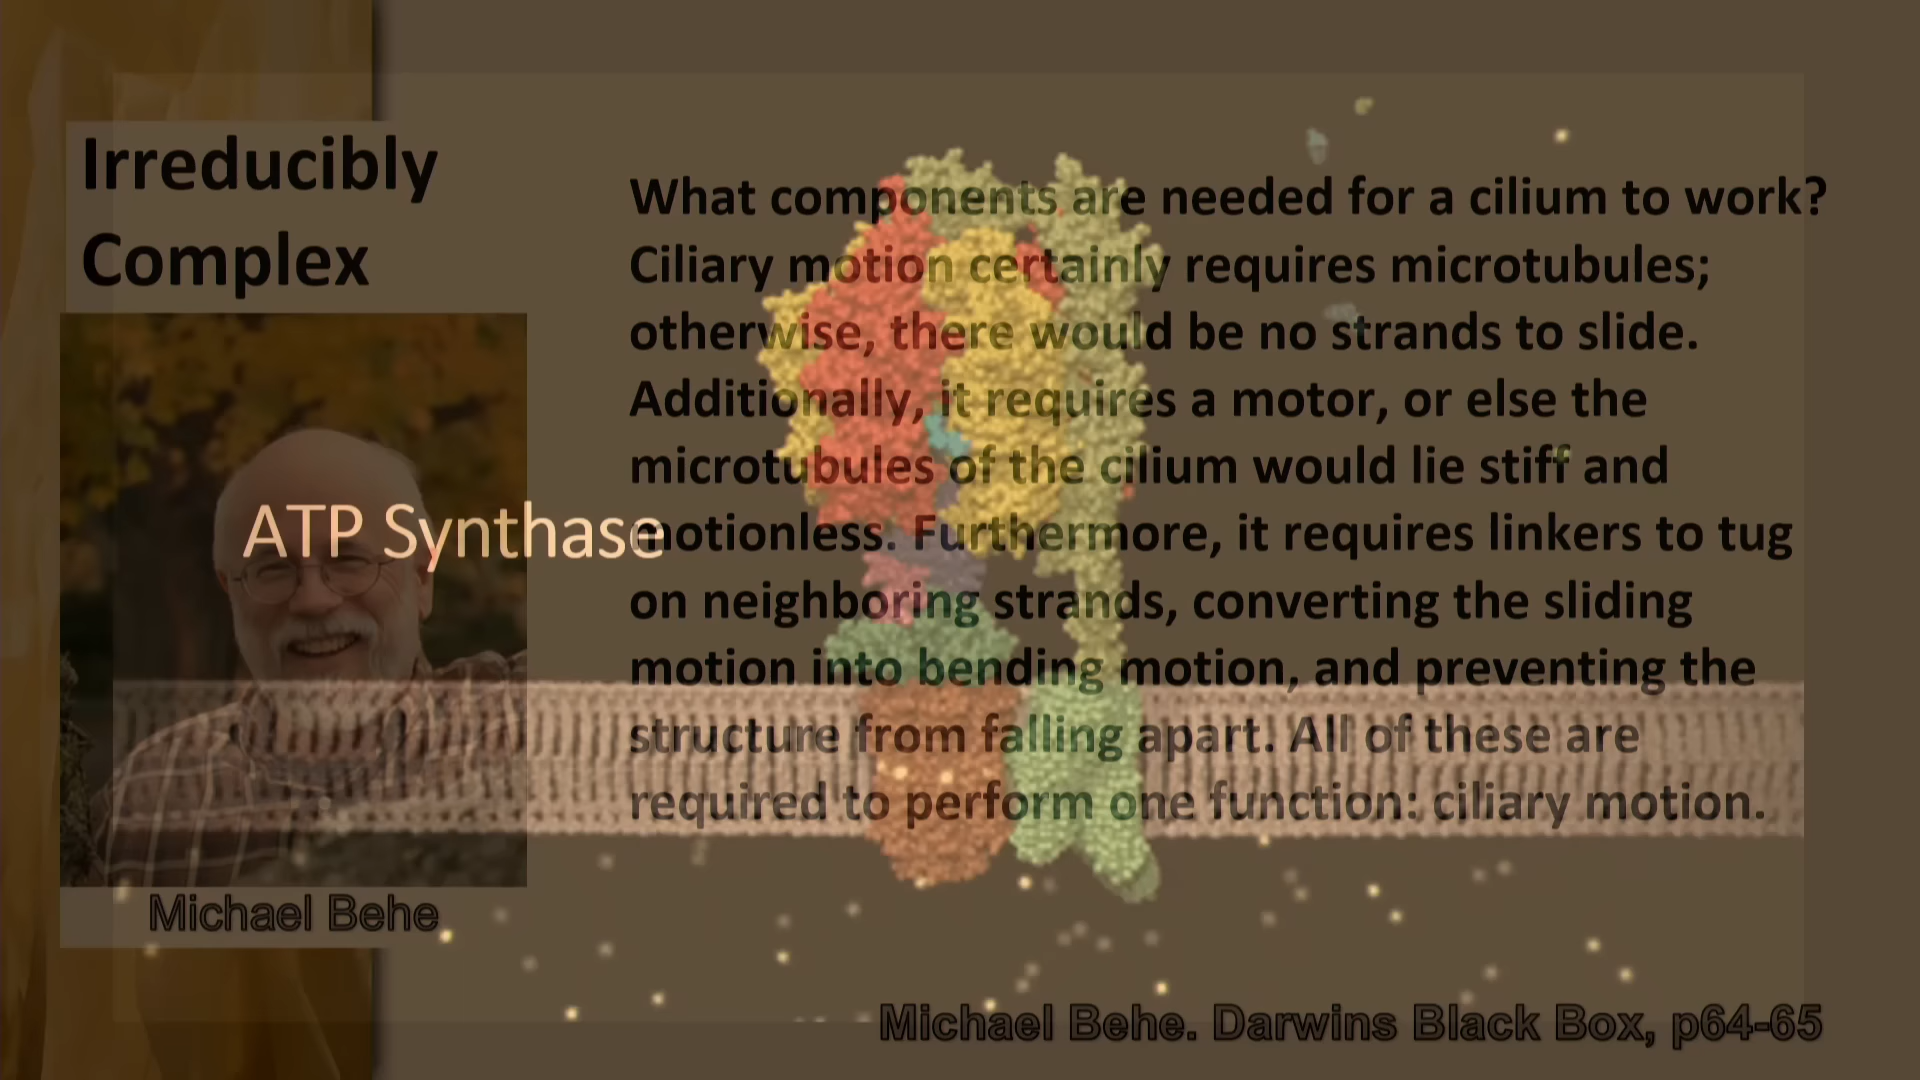 Irreducibly
Complex
What components are needed for a cilium to work?
Ciliary motion certainly requires microtubules;
otherwise, there would be no strands to slide.
Additionally, it requires a motor, or else the
microtubules of the cilium would lie stiff and
motionless. Furthermore, it requires linkers to tug
on neighboring strands, converting the sliding
motion into bending motion, and preventing the
structure from falling apart. All of these are
required to perform one function: ciliary motion.
ATP Synthase
Michael Behe
Michael Behe. Darwins Black Box, p64-65